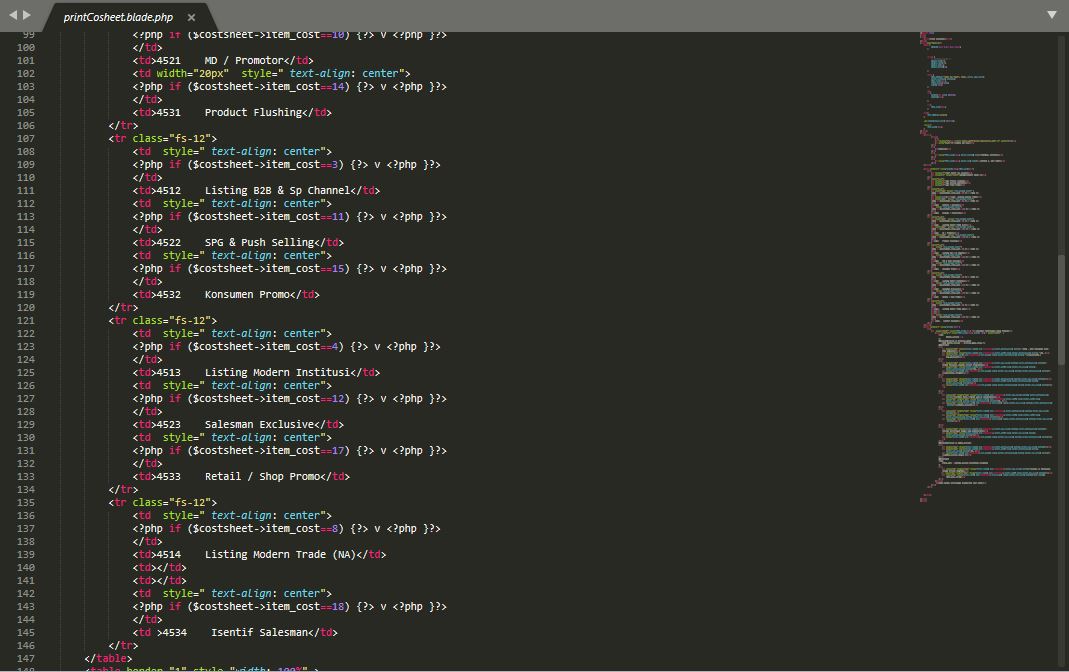 printCosheet.blade.php ×
99 <?php if ($costsheet->item_cost==10) {?> v <?php }?>
100 </td>
101 <td>4521 MD / Promotor</td>
102 <td width="20px" style=" text-align: center">
103 <?php if ($costsheet->item_cost==14) {?> v <?php }?>
104 </td>
105 <td>4531 Product Flushing</td>
106 </tr>
107 <tr class="fs-12">
108 <td style=" text-align: center">
109 <?php if ($costsheet->item_cost==3) {?> v <?php }?>
110 </td>
111 <td>4512 Listing B2B & Sp Channel</td>
112 <td style=" text-align: center">
113 <?php if ($costsheet->item_cost==11) {?> v <?php }?>
114 </td>
115 <td>4522 SPG & Push Selling</td>
116 <td style=" text-align: center">
117 <?php if ($costsheet->item_cost==15) {?> v <?php }?>
118 </td>
119 <td>4532 Konsumen Promo</td>
120 </tr>
121 <tr class="fs-12">
122 <td style=" text-align: center">
123 <?php if ($costsheet->item_cost==4) {?> v <?php }?>
124 </td>
125 <td>4513 Listing Modern Institusi</td>
126 <td style=" text-align: center">
127 <?php if ($costsheet->item_cost==12) {?> v <?php }?>
128 </td>
129 <td>4523 Salesman Exclusive</td>
130 <td style=" text-align: center">
131 <?php if ($costsheet->item_cost==17) {?> v <?php }?>
132 </td>
133 <td>4533 Retail / Shop Promo</td>
134 </tr>
135 <tr class="fs-12">
136 <td style=" text-align: center">
137 <?php if ($costsheet->item_cost==8) {?> v <?php }?>
138 </td>
139 <td>4514 Listing Modern Trade (NA)</td>
140 <td></td>
141 <td></td>
142 <td style=" text-align: center">
143 <?php if ($costsheet->item_cost==18) {?> v <?php }?>
144 </td>
145 <td >4534 Isentif Salesman</td>
146 </tr>
147 </table>
148 <table border="1" style="width: 100%" >